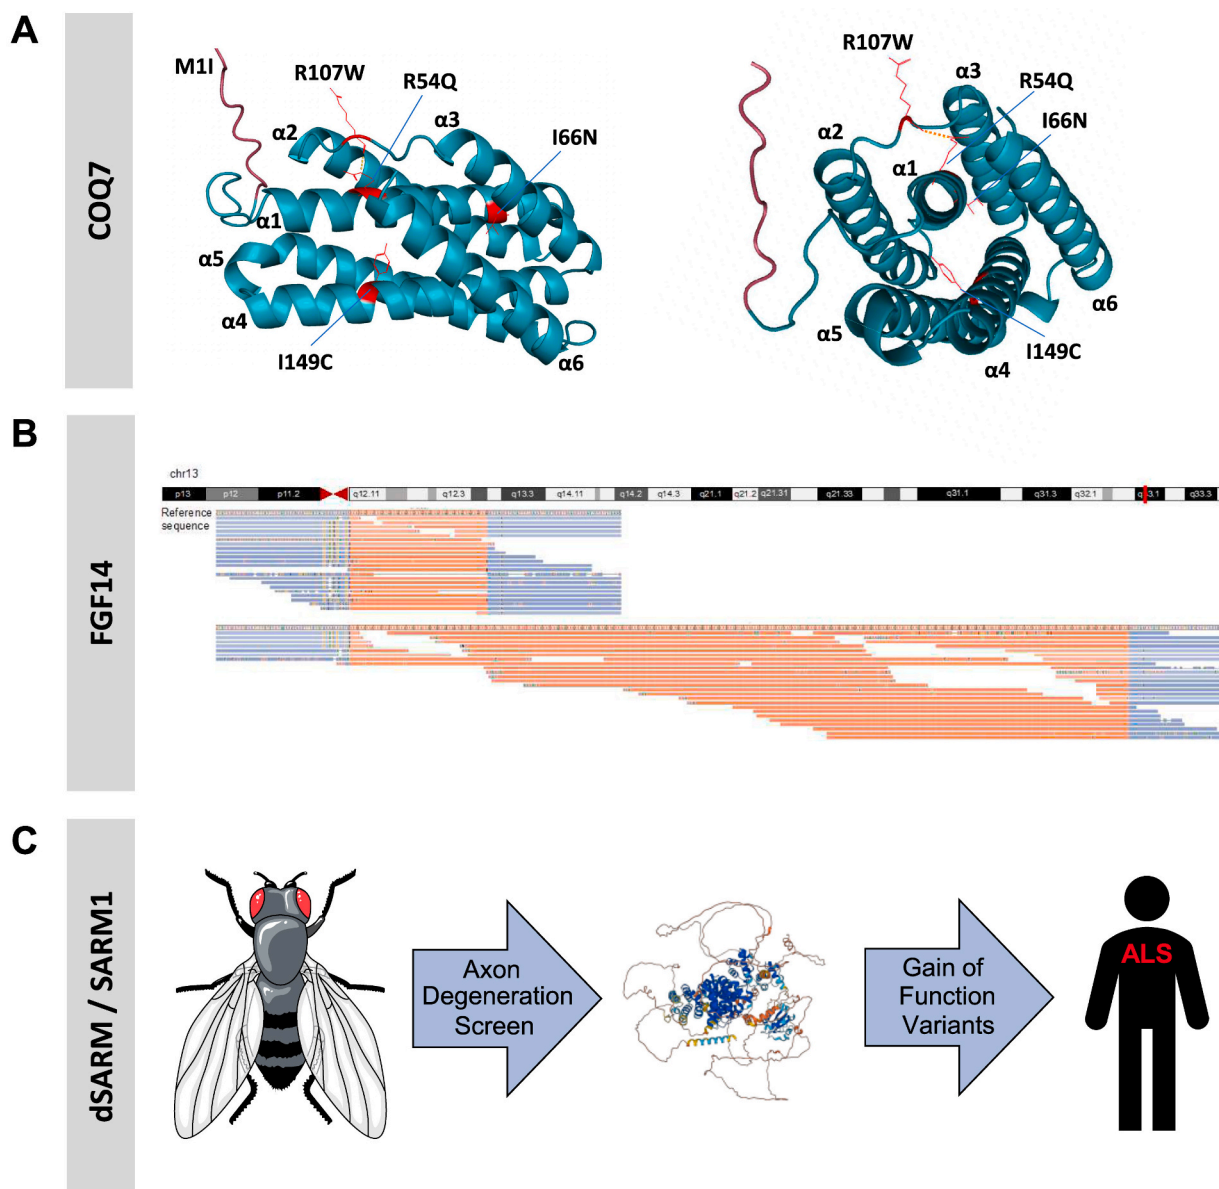 A
COQ7
M1I
R107W
R54Q
α2
α3
I66N
α1
α5
α4
I149C
α6
R107W
α3
R54Q
I66N
α2
α1
α6
α5
I149C
α4
B
FGF14
chr13
p13 p12 p11.2 q12.11 q12.3 q13.3 q14.11 q14.2 q14.3 q21.1 q21.2 q21.31 q21.33 q31.1 q31.3 q32.1 q33.3
Reference
sequence
C
dSARM / SARM1
Axon
Degeneration
Screen
Gain of
Function
Variants
ALS